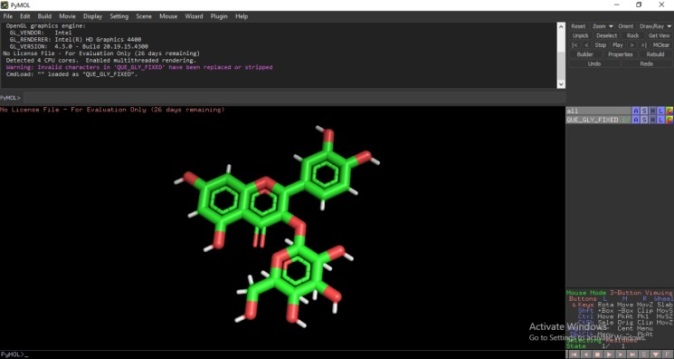 PyMOL
File Edit Build Movie Display Setting Scene Mouse Wizard Plugin Help
OpenGL graphics engine:
GL_VENDOR: Intel
GL_RENDERER: Intel(R) HD Graphics 4400
GL_VERSION: 4.3.0 - Build 20.19.15.4300
No License File - For Evaluation Only (26 days remaining)
Detected 4 CPU cores. Enabled multithreaded rendering.
Warning: Invalid characters in 'QUE_GLY_FIXED' have been replaced or stripped
CmdLoad: "" loaded as "QUE_GLY_FIXED".
Reset Zoom Orient Draw/Ray
Unpick Deselect Rock Get View
|< < Stop Play > >| MClear
Builder Properties Rebuild
Undo Redo
PyMOL>
No License File - For Evaluation Only (26 days remaining)
all A S H L C
QUE_GLY_FIXED A S H L C
Mouse Mode 3-Button Viewing
Buttons L M R Wheel
& Keys Rota Move MovZ Slab
Shft +Box -Box Clip MovS
Ctrl Move PkAt Pk1 MvSZ
Sele Orig Clip MovZ
Cent Menu
PkAt
Activate Windows
Go to Settings to activate Windows.
State 1/ 1
PyMOL>_